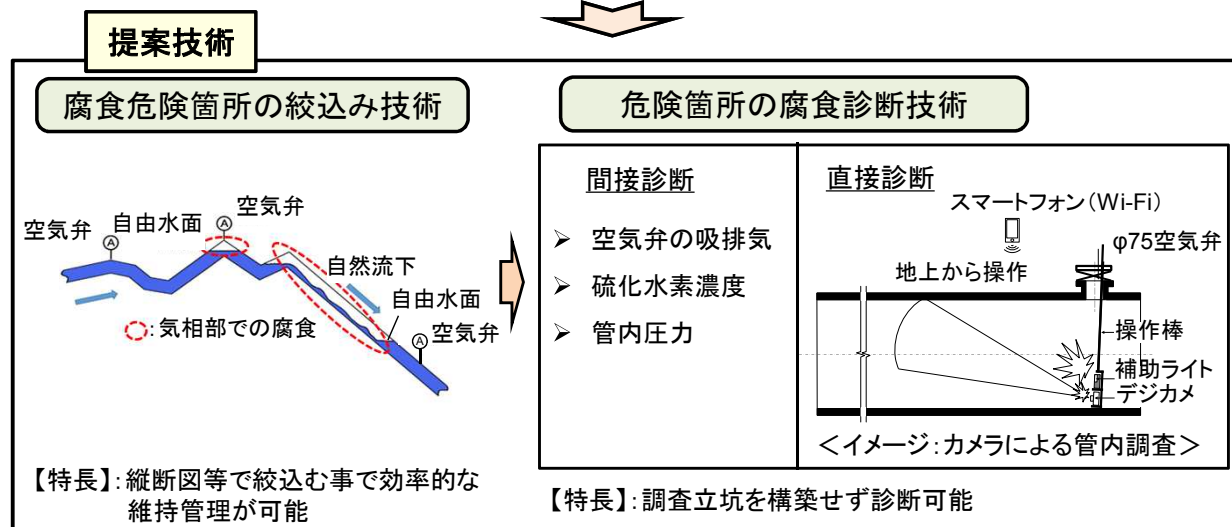 提案技術
腐食危険箇所の絞込み技術
空気弁
自由水面
空気弁
A
A
自然流下
自由水面
空気弁
A
:気相部での腐食
【特長】:縦断図等で絞込む事で効率的な
維持管理が可能
危険箇所の腐食診断技術
間接診断
➢ 空気弁の吸排気
➢ 硫化水素濃度
➢ 管内圧力
直接診断
スマートフォン(Wi-Fi)
φ75空気弁
地上から操作
操作棒
補助ライト
デジカメ
<イメージ:カメラによる管内調査>
【特長】:調査立坑を構築せず診断可能